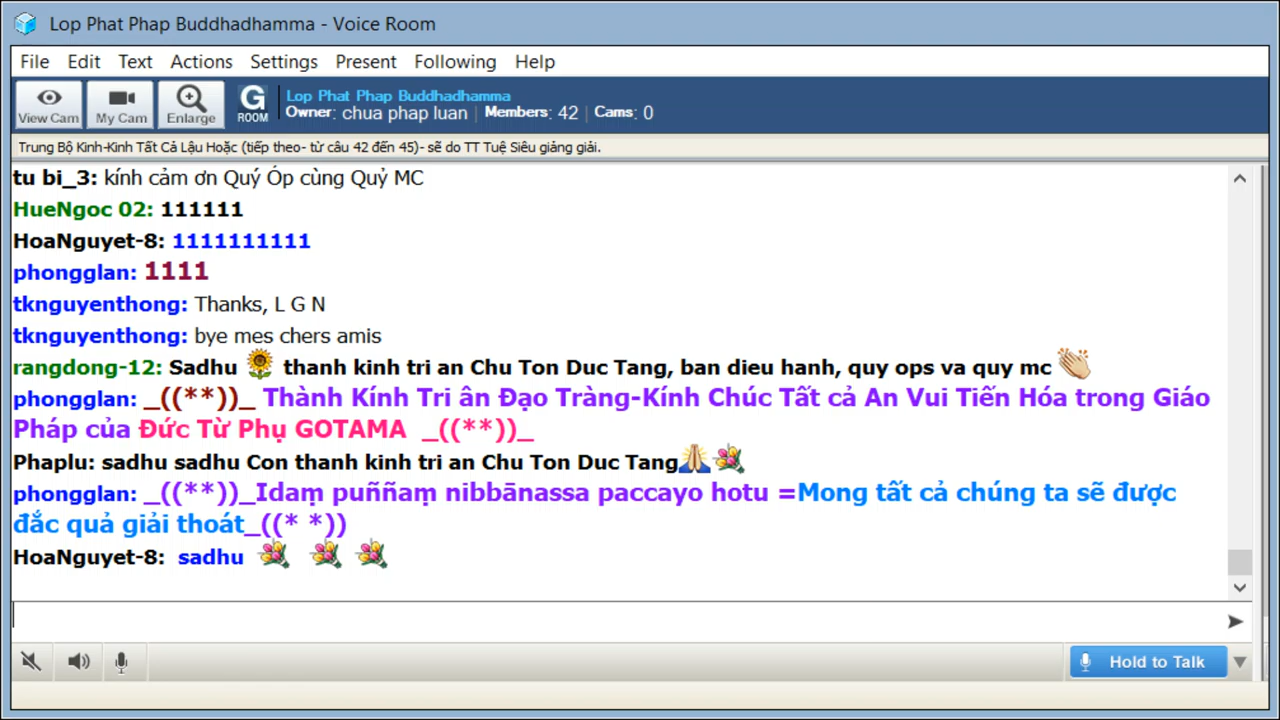 Lop Phat Phap Buddhadhamma - Voice Room
File Edit Text Actions Settings Present Following Help
View Cam My Cam Enlarge G ROOM Lop Phat Phap Buddhadhamma
Owner: chua phap luan | Members: 42 | Cams: 0
Trung Bộ Kinh-Kinh Tất Cả Lậu Hoặc (tiếp theo- từ câu 42 đến 45)- sẽ do TT Tuệ Siêu giảng giải.
tu bi_3: kính cảm ơn Quý Óp cùng Quỷ MC
HueNgoc 02: 111111
HoaNguyet-8: 1111111111
phongglan: 1111
tknguyenthong: Thanks, L G N
tknguyenthong: bye mes chers amis
rangdong-12: Sadhu 🌻 thanh kinh tri an Chu Ton Duc Tang, ban dieu hanh, quy ops va quy mc 👏
phongglan: _((**))_ Thành Kính Tri ân Đạo Tràng-Kính Chúc Tất cả An Vui Tiến Hóa trong Giáo
Pháp của Đức Từ Phụ GOTAMA _((**))_
Phaplu: sadhu sadhu Con thanh kinh tri an Chu Ton Duc Tang🙏💐
phongglan: _((**))_Idaṃ puññaṃ nibbānassa paccayo hotu =Mong tất cả chúng ta sẽ được
đắc quả giải thoát_((* *))
HoaNguyet-8: sadhu 💐 💐 💐
Hold to Talk